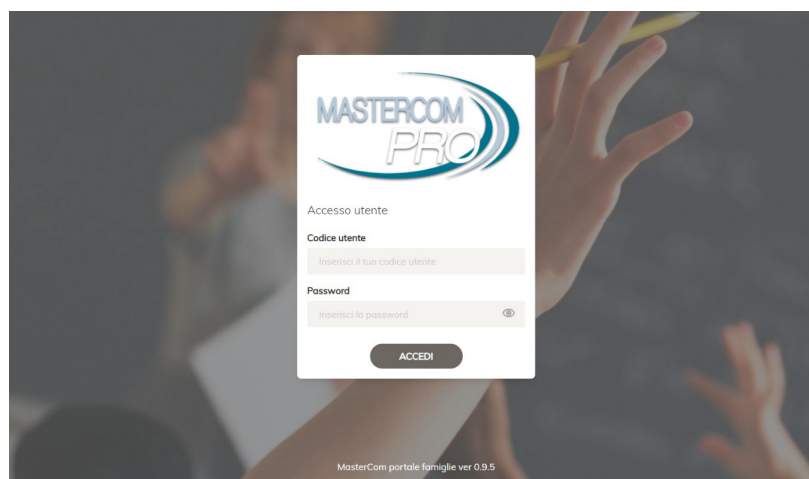 MASTERCOM
PRO
Accesso utente
Codice utente
Inserisci il tuo codice utente
Password
Inserisci la password
ACCEDI
MasterCom portale famiglie ver 0.9.5